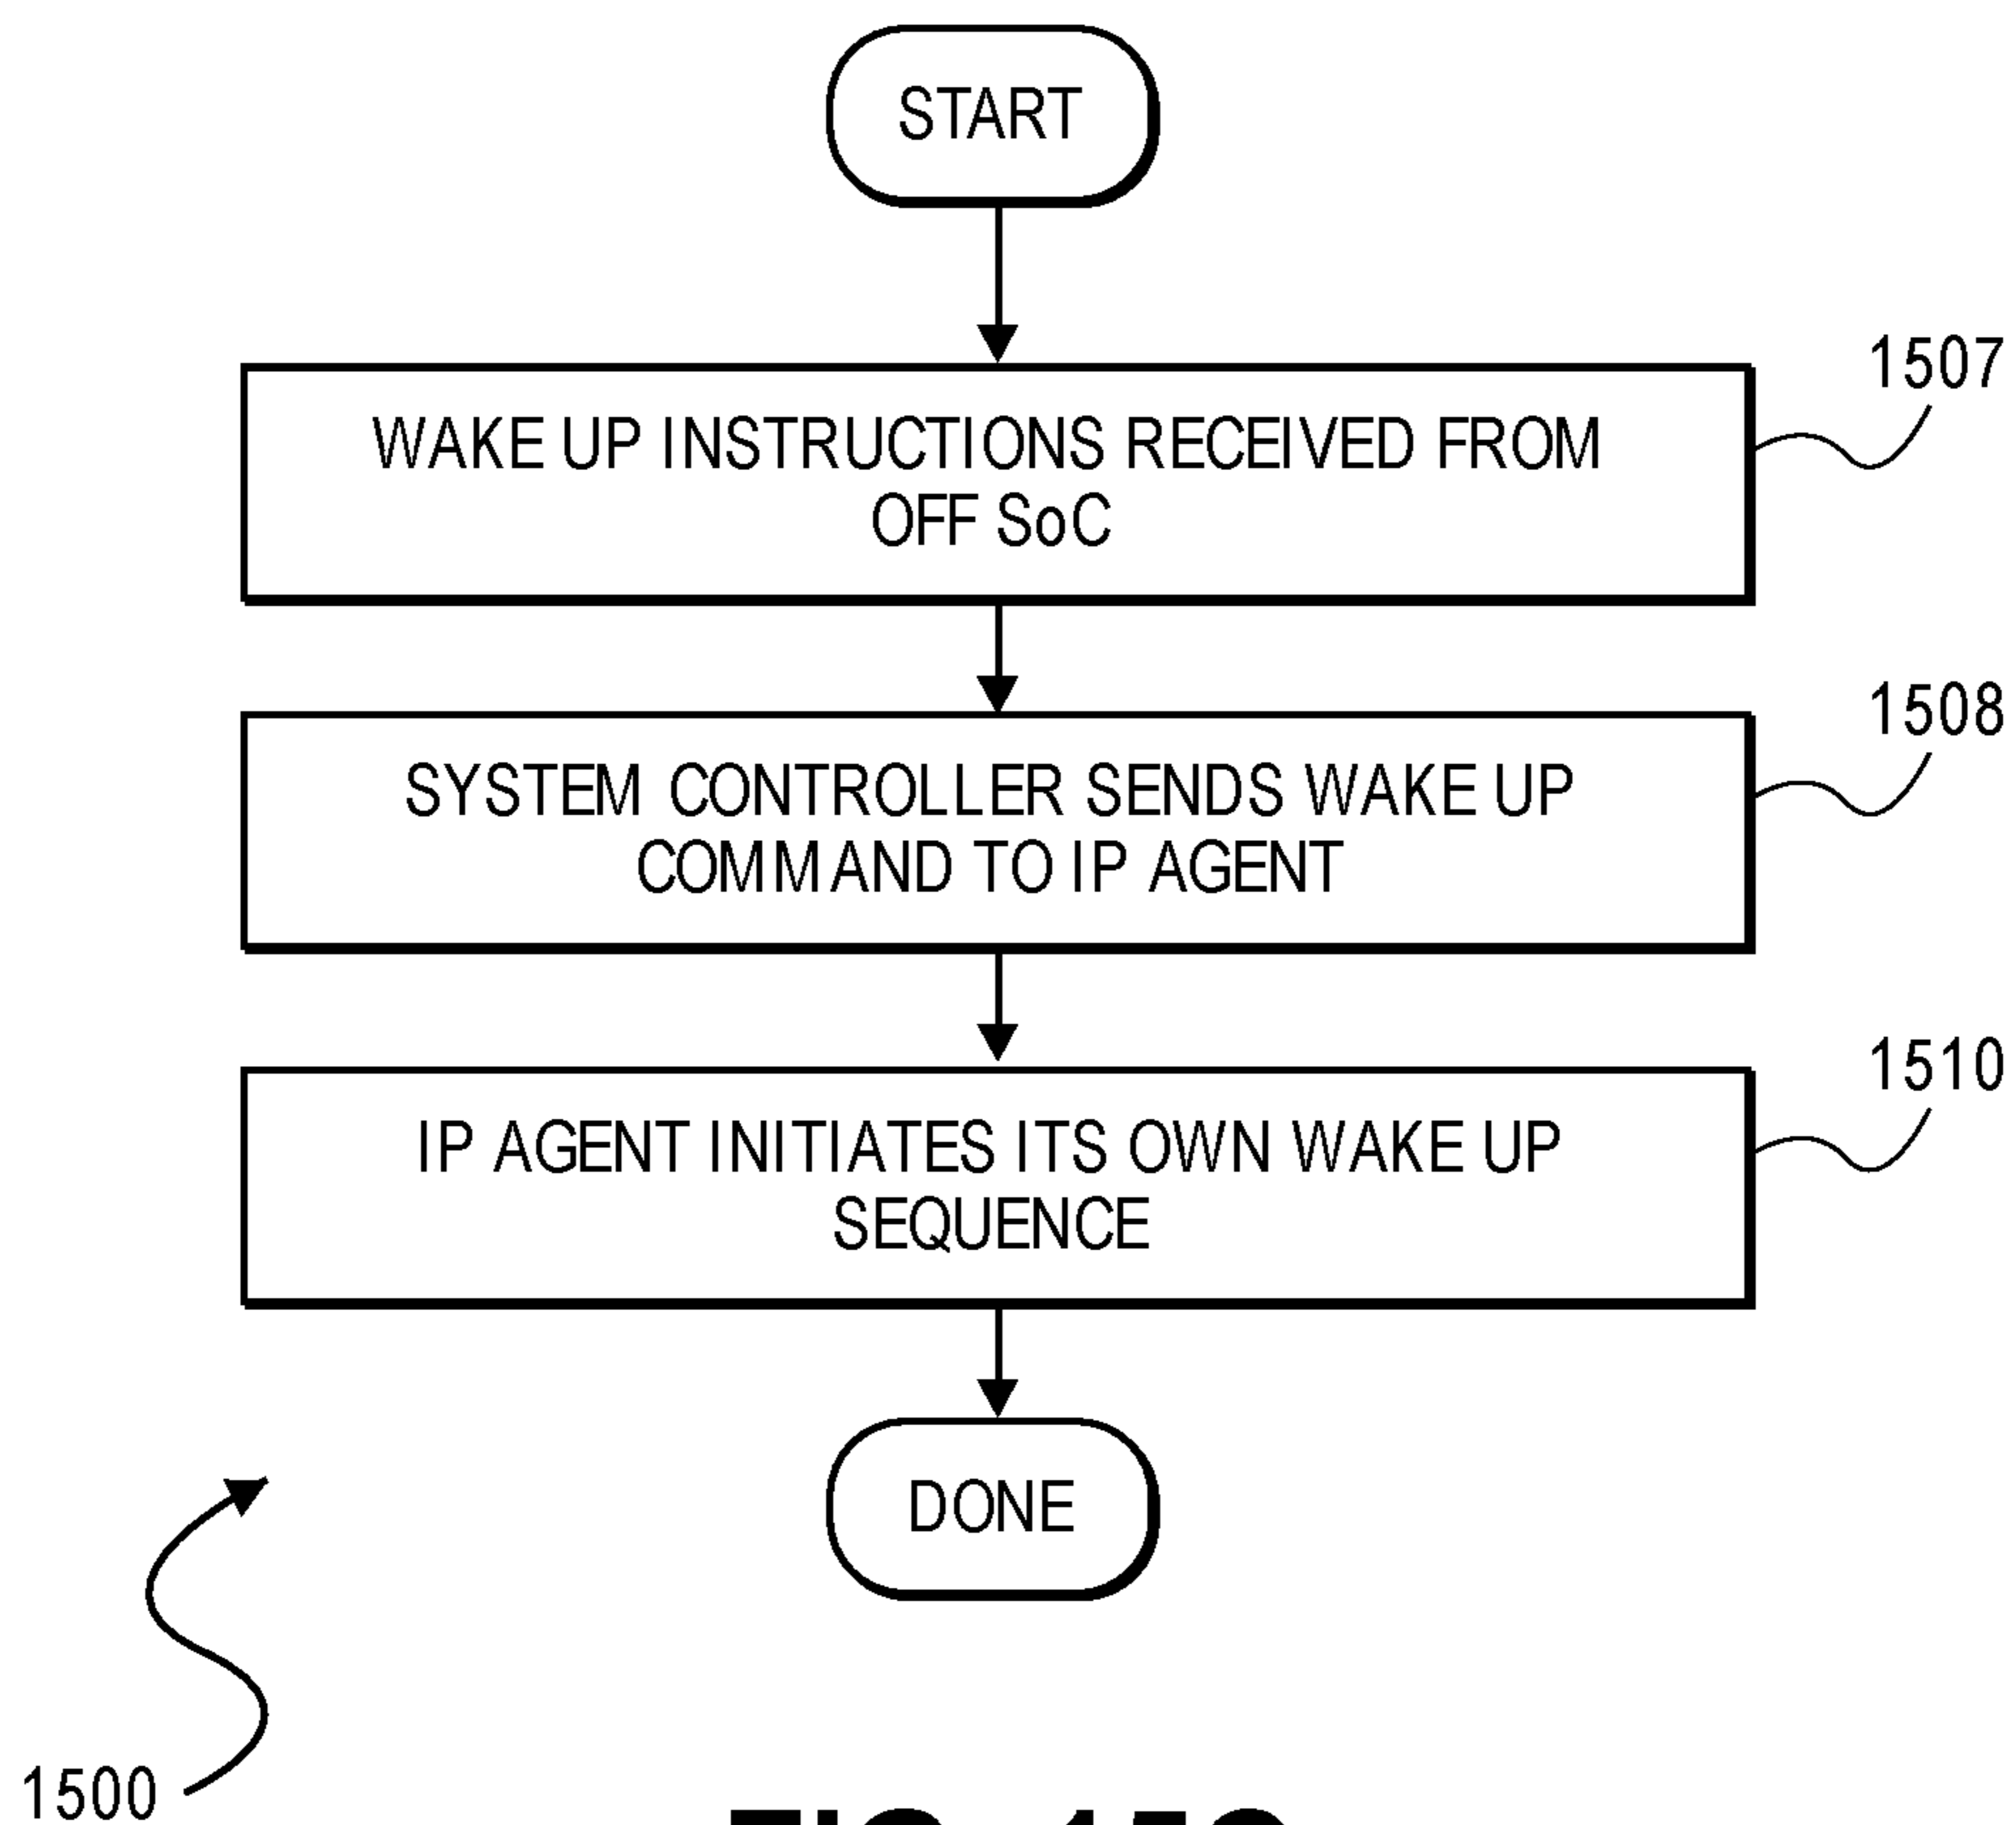 START
1507
WAKE UP INSTRUCTIONS RECEIVED FROM
OFF SoC
1508
SYSTEM CONTROLLER SENDS WAKE UP
COMMAND TO IP AGENT
1510
IP AGENT INITIATES ITS OWN WAKE UP
SEQUENCE
DONE
1500